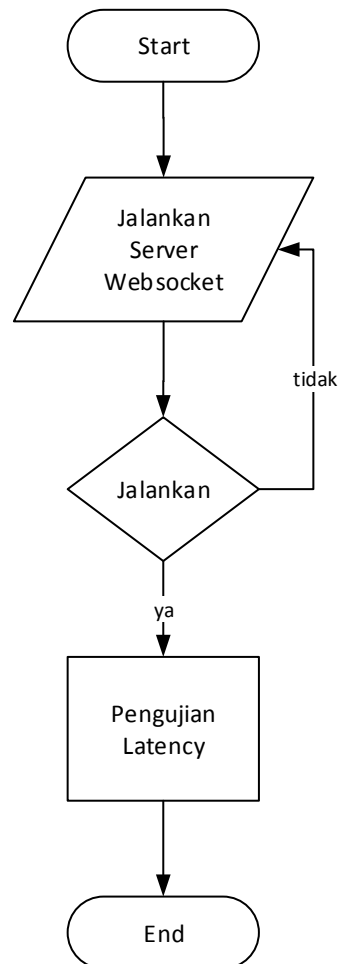 Start
Jalankan
Server
Websocket
tidak
Jalankan
ya
Pengujian
Latency
End